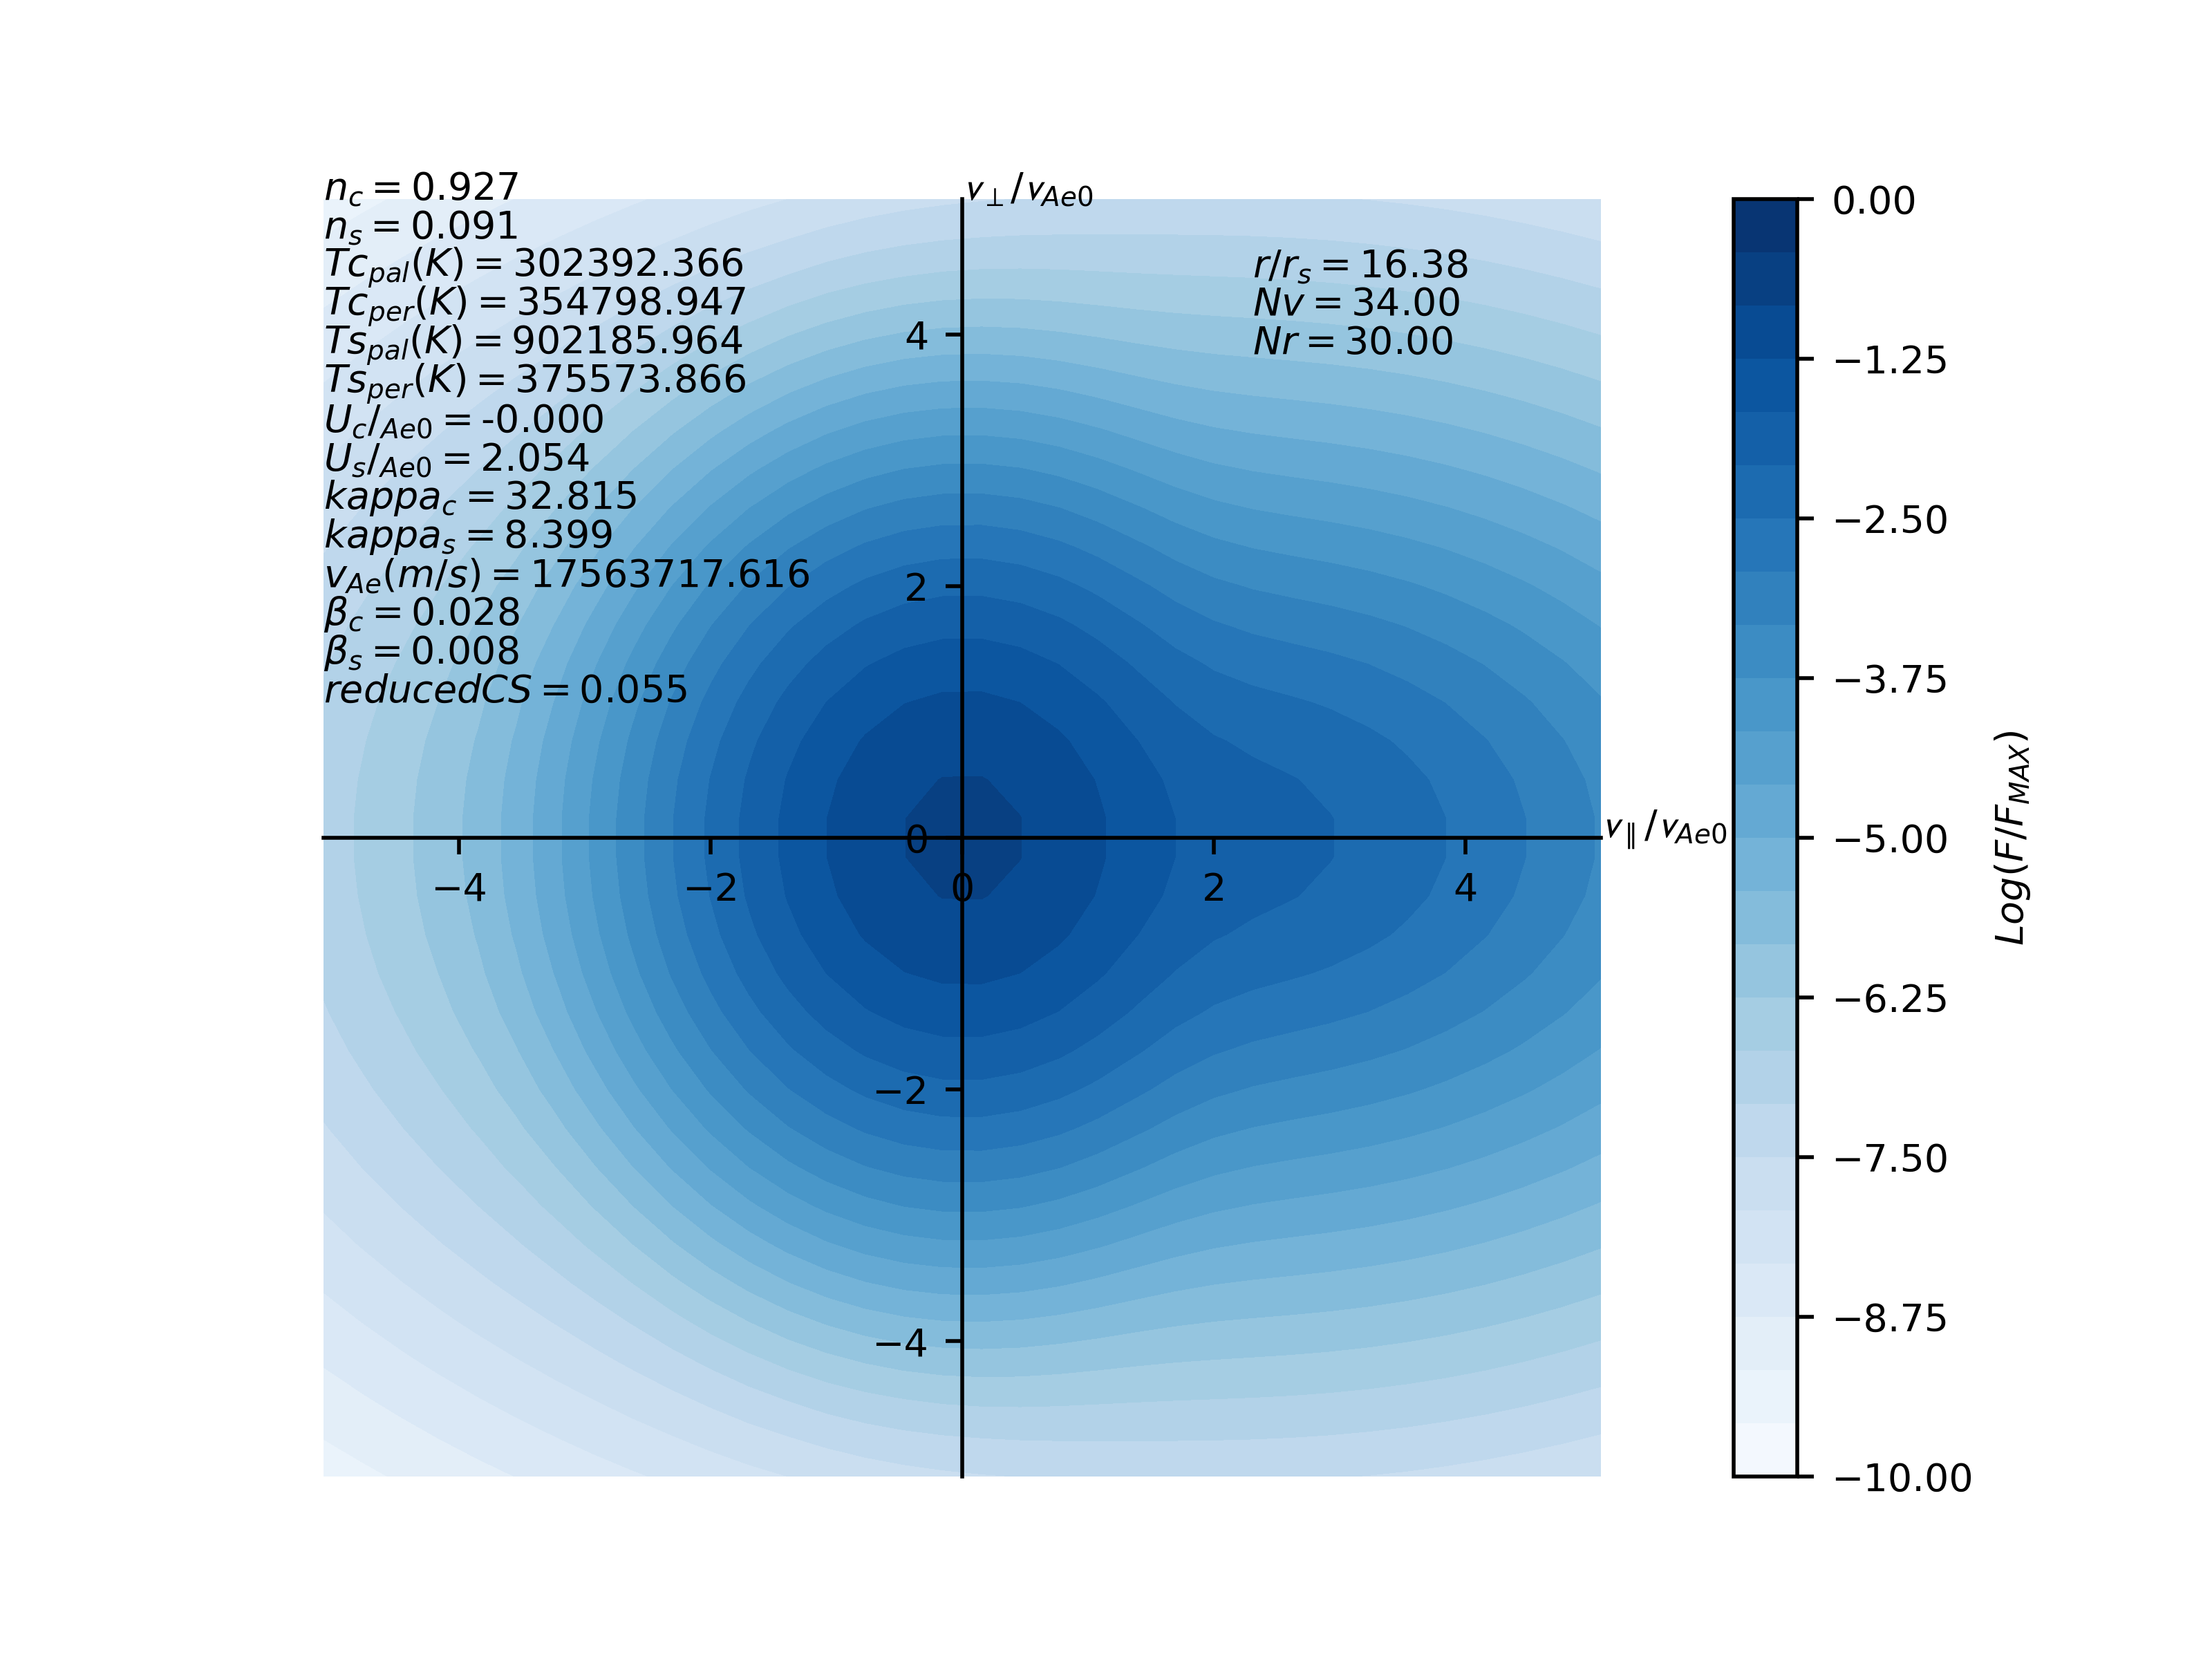 n_c = 0.927
n_s = 0.091
Tc_pal(K) = 302392.366
Tc_per(K) = 354798.947
Ts_pal(K) = 902185.964
Ts_per(K) = 375573.866
U_c/_Ae0 = -0.000
U_s/_Ae0 = 2.054
kappa_c = 32.815
kappa_s = 8.399
v_Ae(m/s) = 17563717.616
β_c = 0.028
β_s = 0.008
reducedCS = 0.055
v_⊥/v_Ae0
r/r_s = 16.38
Nv = 34.00
Nr = 30.00
4
2
0
−2
−4
−4
−2
0
2
4
v_∥/v_Ae0
0.00
−1.25
−2.50
−3.75
−5.00
−6.25
−7.50
−8.75
−10.00
Log(F/F_MAX)